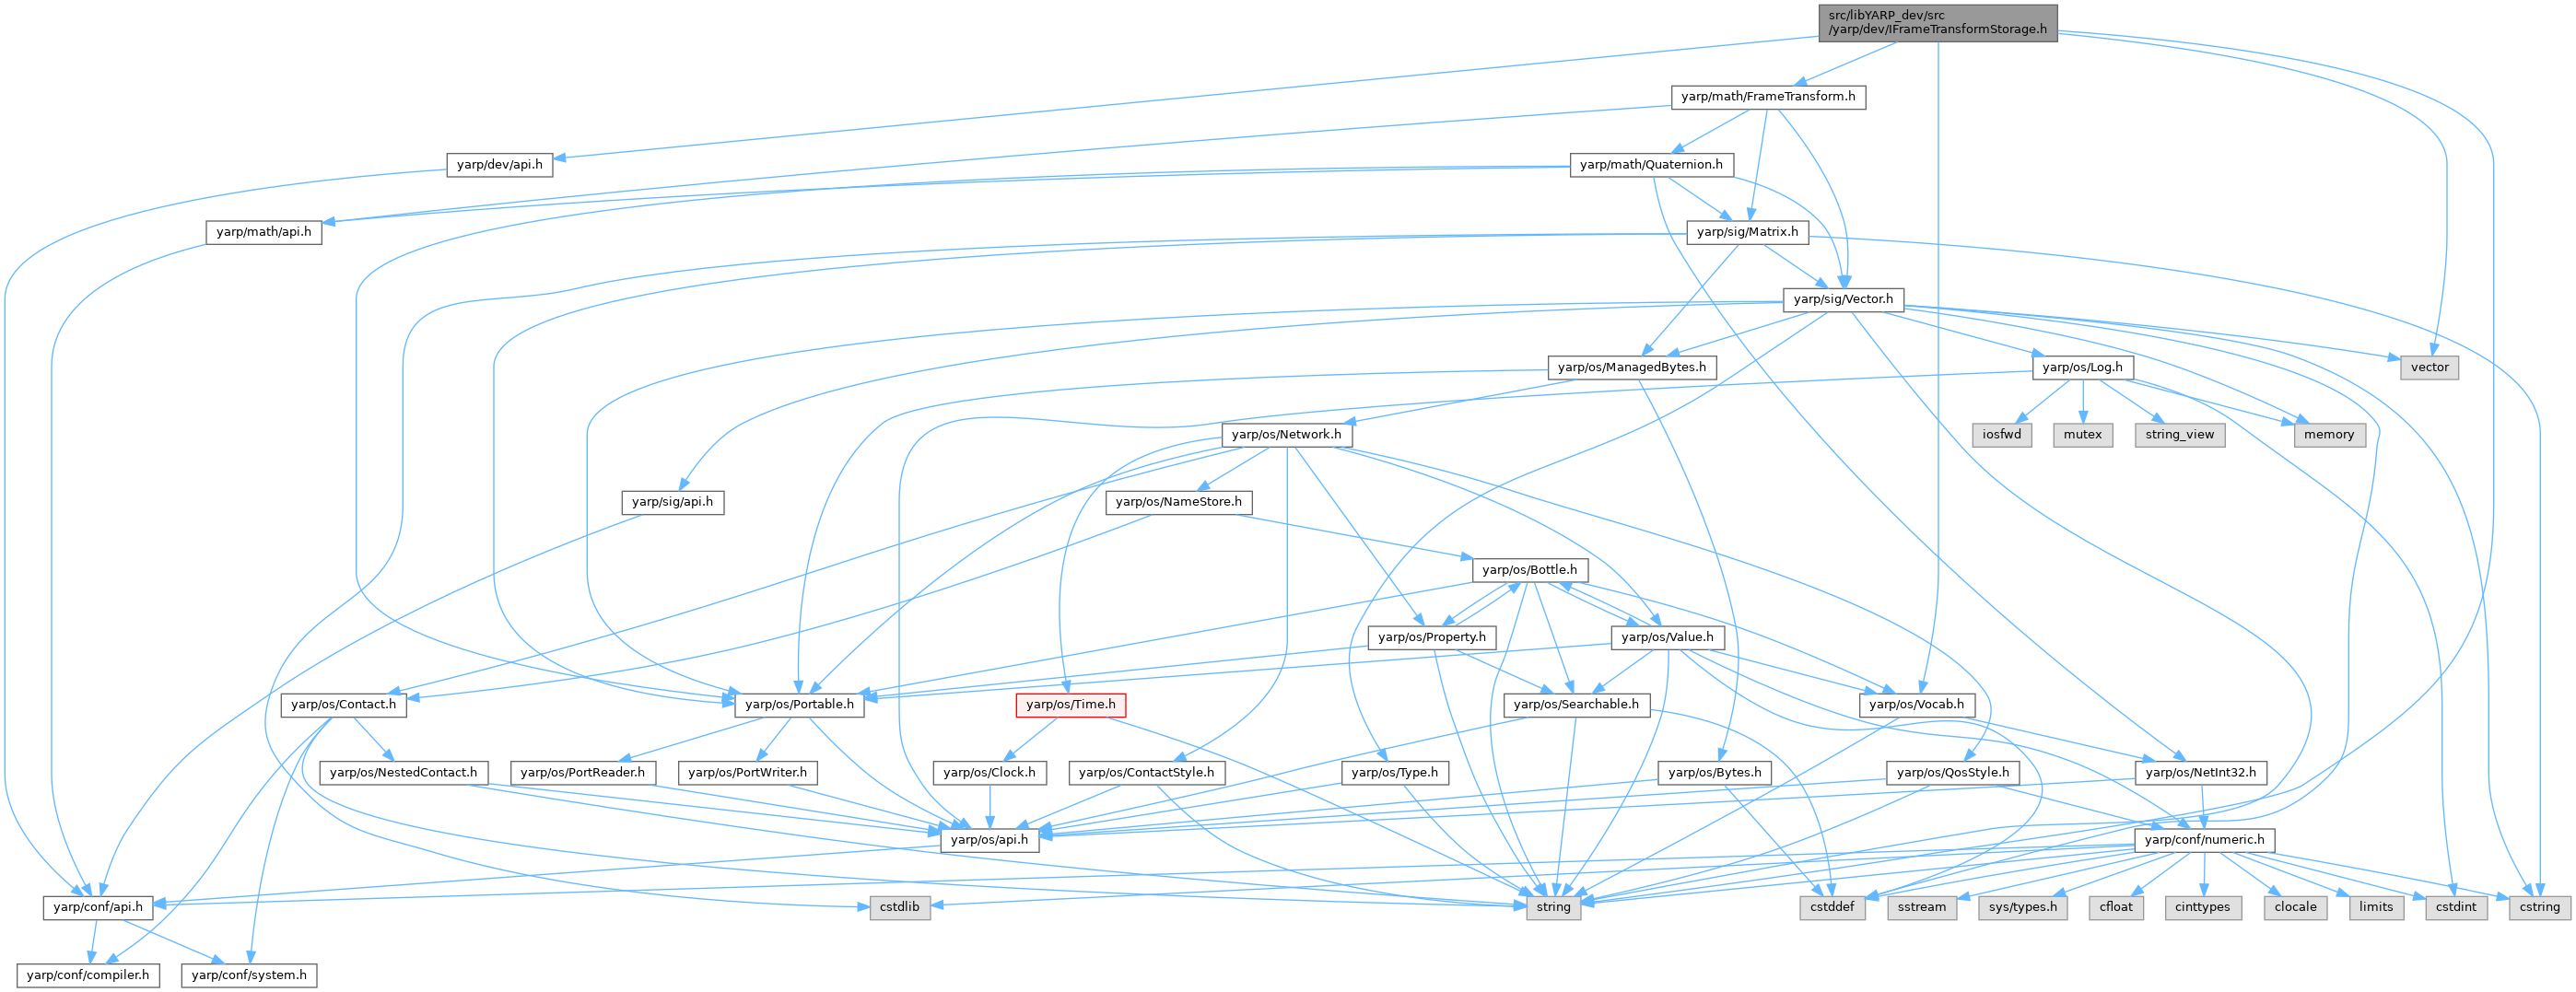 src/libYARP_dev/src
/yarp/dev/IFrameTransformStorage.h
yarp/math/FrameTransform.h
yarp/dev/api.h
yarp/math/Quaternion.h
yarp/math/api.h
yarp/sig/Matrix.h
yarp/sig/Vector.h
yarp/os/ManagedBytes.h
yarp/os/Log.h
vector
yarp/os/Network.h
iosfwd
mutex
string_view
memory
yarp/sig/api.h
yarp/os/NameStore.h
yarp/os/Bottle.h
yarp/os/Property.h
yarp/os/Value.h
yarp/os/Contact.h
yarp/os/Portable.h
yarp/os/Time.h
yarp/os/Searchable.h
yarp/os/Vocab.h
yarp/os/NestedContact.h
yarp/os/PortReader.h
yarp/os/PortWriter.h
yarp/os/Clock.h
yarp/os/ContactStyle.h
yarp/os/Type.h
yarp/os/Bytes.h
yarp/os/QosStyle.h
yarp/os/NetInt32.h
yarp/os/api.h
yarp/conf/numeric.h
yarp/conf/api.h
cstdlib
string
cstddef
sstream
sys/types.h
cfloat
cinttypes
clocale
limits
cstdint
cstring
yarp/conf/compiler.h
yarp/conf/system.h